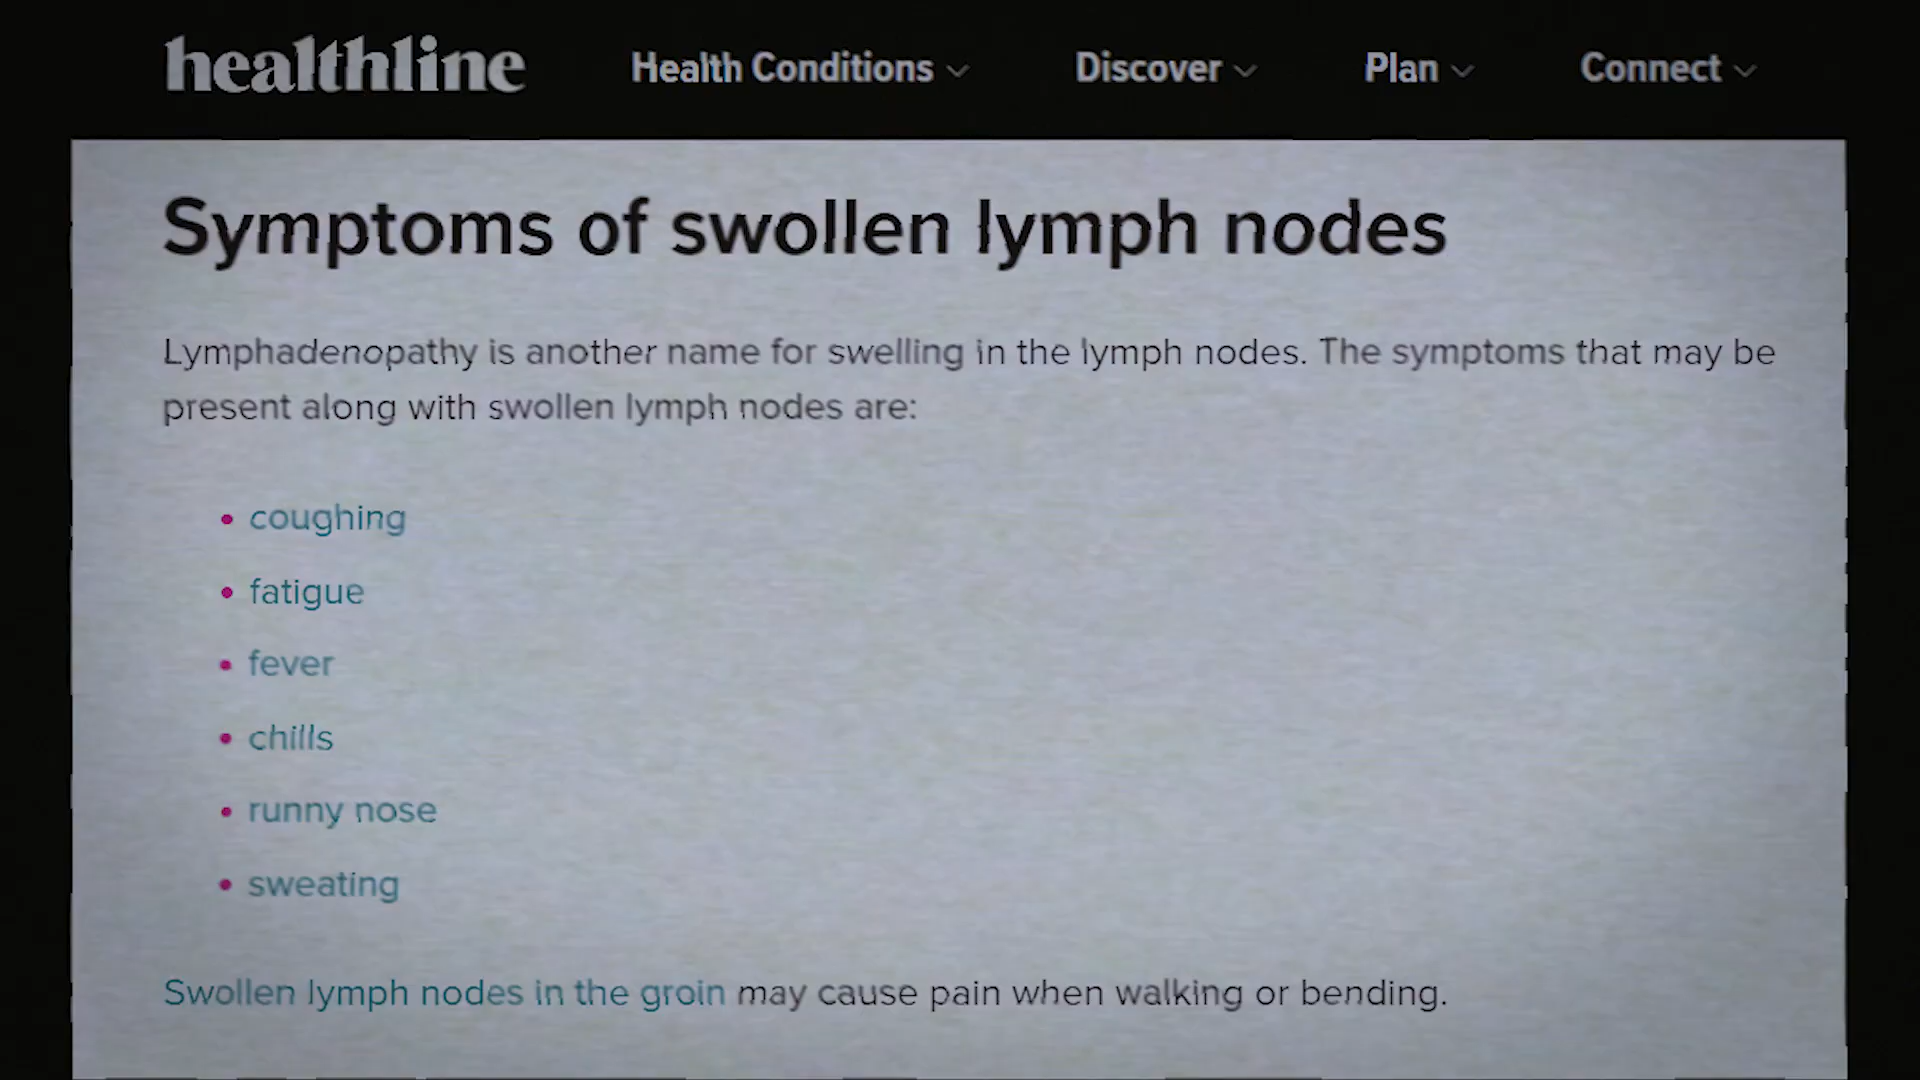 healthline Health Conditions Discover Plan Connect
Symptoms of swollen lymph nodes
Lymphadenopathy is another name for swelling in the lymph nodes. The symptoms that may be
present along with swollen lymph nodes are:
• coughing
• fatigue
• fever
• chills
• runny nose
• sweating
Swollen lymph nodes in the groin may cause pain when walking or bending.